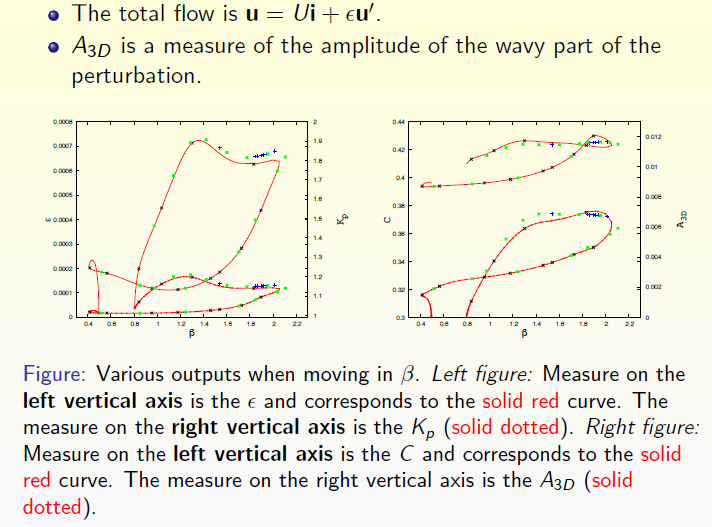 • The total flow is u = Ui + ϵu′.
• A3D is a measure of the amplitude of the wavy part of the
perturbation.
0.0008
0.0007
0.0006
0.0005
0.0004
0.0003
0.0002
0.0001
0
ε
0.4 0.6 0.8 1 1.2 1.4 1.6 1.8 2 2.2
β
2
1.9
1.8
1.7
1.6
1.5
1.4
1.3
1.2
1.1
1
Kp
0.44
0.42
0.4
0.38
0.36
0.34
0.32
0.3
C
0.4 0.6 0.8 1 1.2 1.4 1.6 1.8 2 2.2
β
0.012
0.01
0.008
0.006
0.004
0.002
0
A3D
Figure: Various outputs when moving in β. Left figure: Measure on the
left vertical axis is the ϵ and corresponds to the solid red curve. The
measure on the right vertical axis is the Kp (solid dotted). Right figure:
Measure on the left vertical axis is the C and corresponds to the solid
red curve. The measure on the right vertical axis is the A3D (solid
dotted).